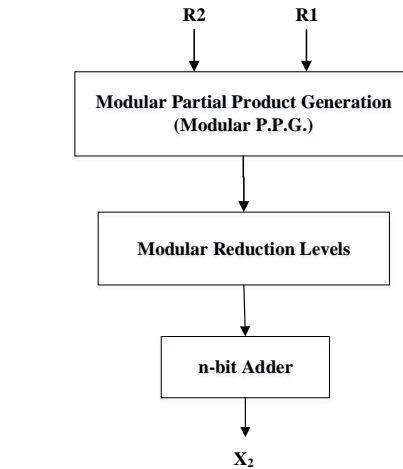 R2 R1
Modular Partial Product Generation
(Modular P.P.G.)
Modular Reduction Levels
n-bit Adder
X₂